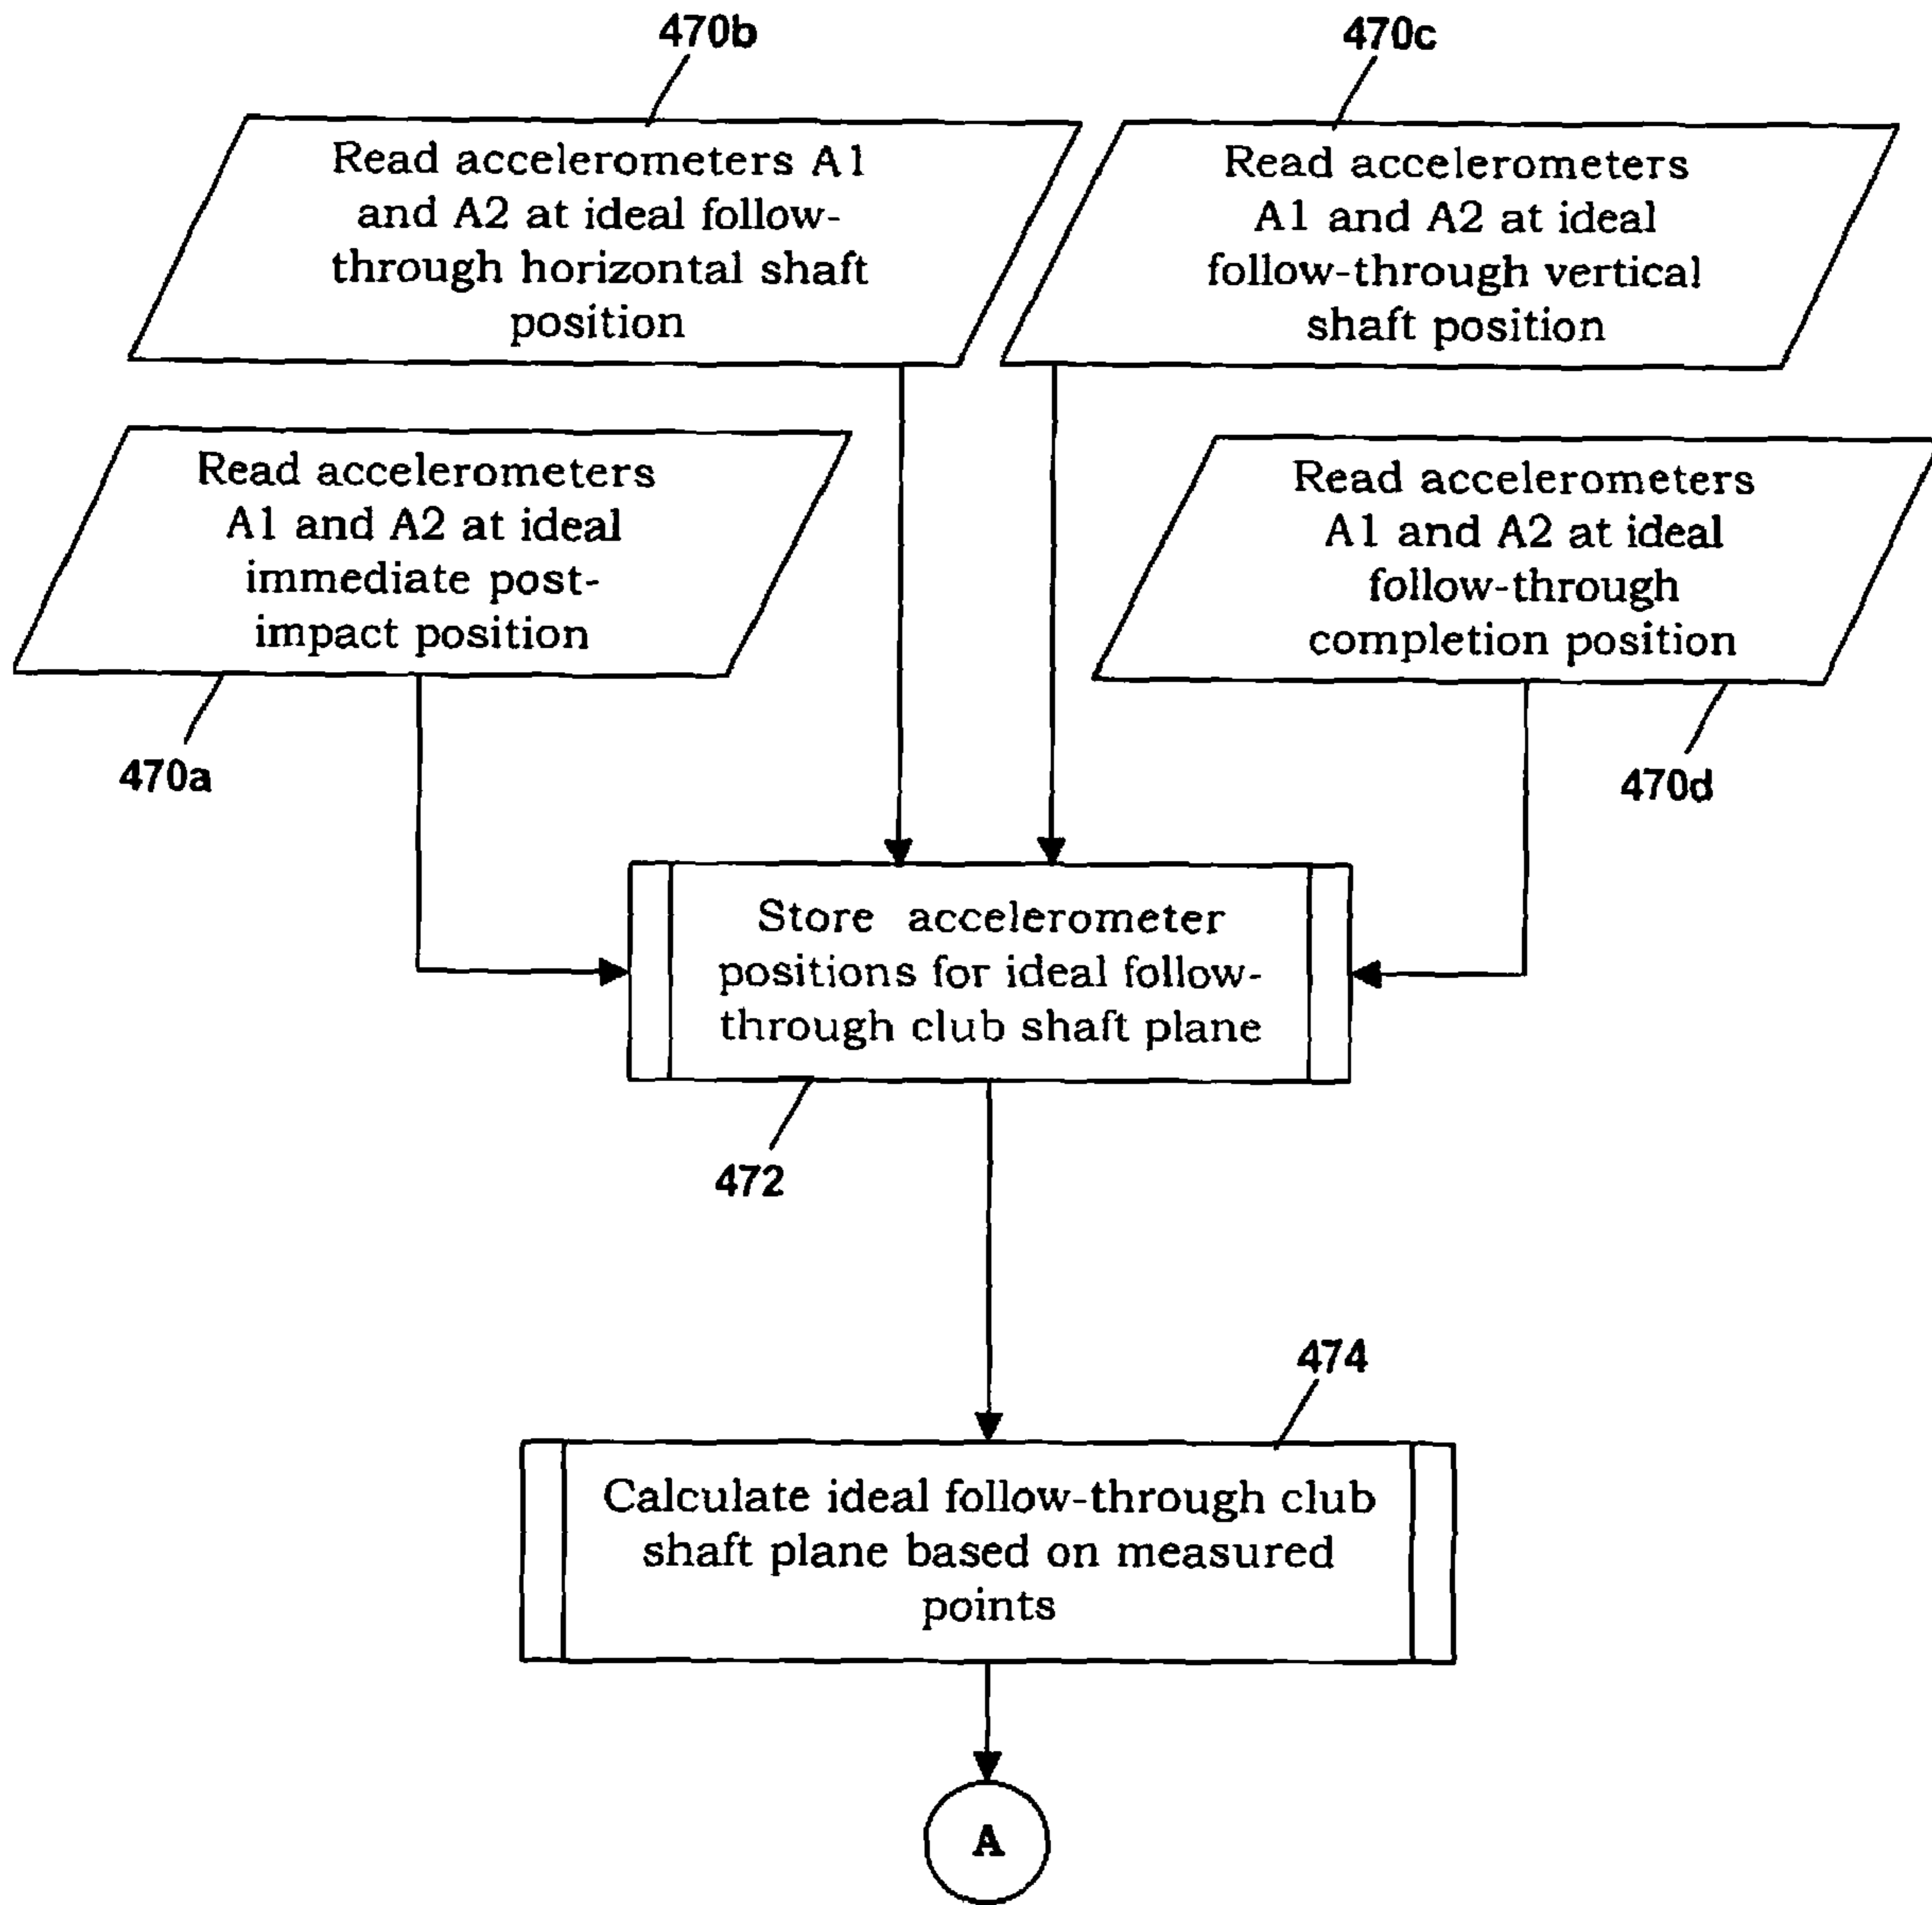 470b
470c
Read accelerometers A1
and A2 at ideal follow-
through horizontal shaft
position
Read accelerometers
A1 and A2 at ideal
follow-through vertical
shaft position
Read accelerometers
A1 and A2 at ideal
immediate post-
impact position
Read accelerometers
A1 and A2 at ideal
follow-through
completion position
470a
470d
Store accelerometer
positions for ideal follow-
through club shaft plane
472
474
Calculate ideal follow-through club
shaft plane based on measured
points
A